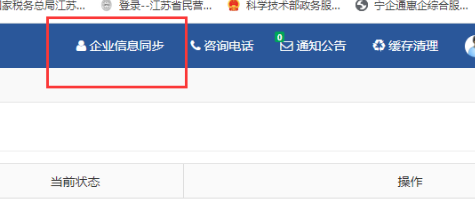 国家税务总局江苏... 登录--江苏省民营... 科学技术部政务服... 宁企通惠企综合服...
企业信息同步 咨询电话 0 通知公告 缓存清理
当前状态 操作